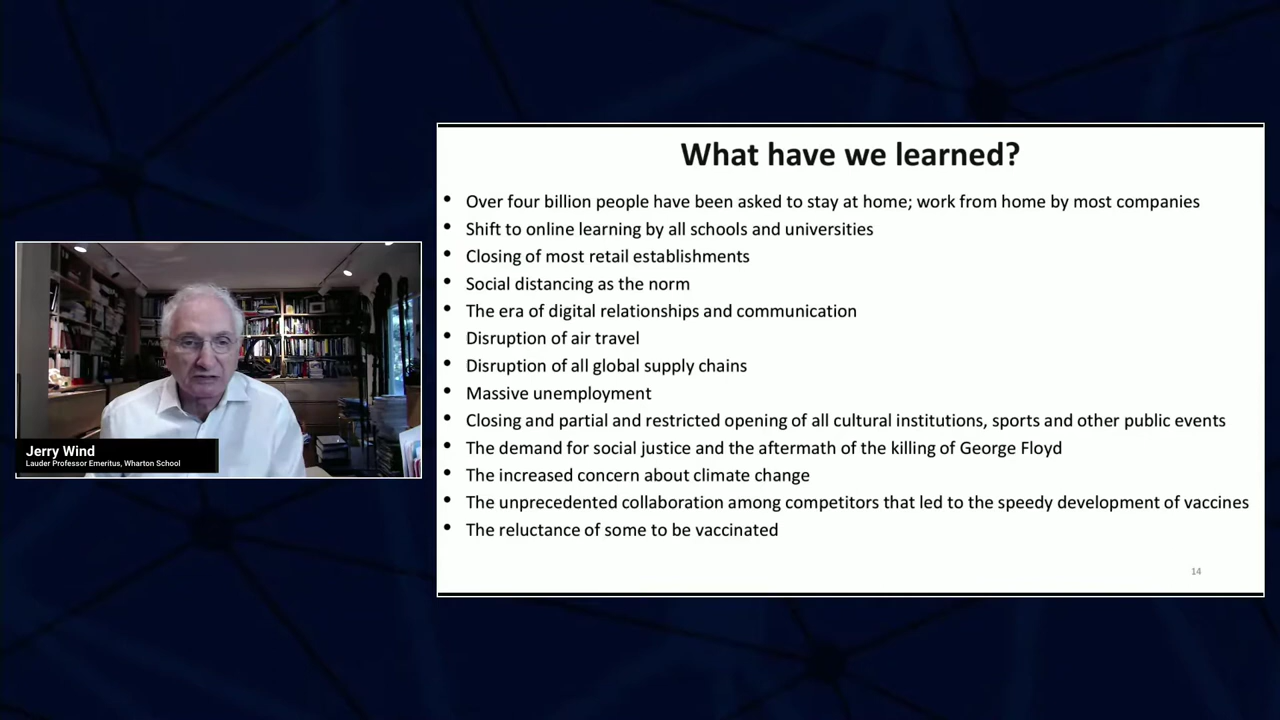 What have we learned?
• Over four billion people have been asked to stay at home; work from home by most companies
• Shift to online learning by all schools and universities
• Closing of most retail establishments
• Social distancing as the norm
• The era of digital relationships and communication
• Disruption of air travel
• Disruption of all global supply chains
• Massive unemployment
• Closing and partial and restricted opening of all cultural institutions, sports and other public events
• The demand for social justice and the aftermath of the killing of George Floyd
• The increased concern about climate change
• The unprecedented collaboration among competitors that led to the speedy development of vaccines
• The reluctance of some to be vaccinated
14
Jerry Wind
Lauder Professor Emeritus, Wharton School